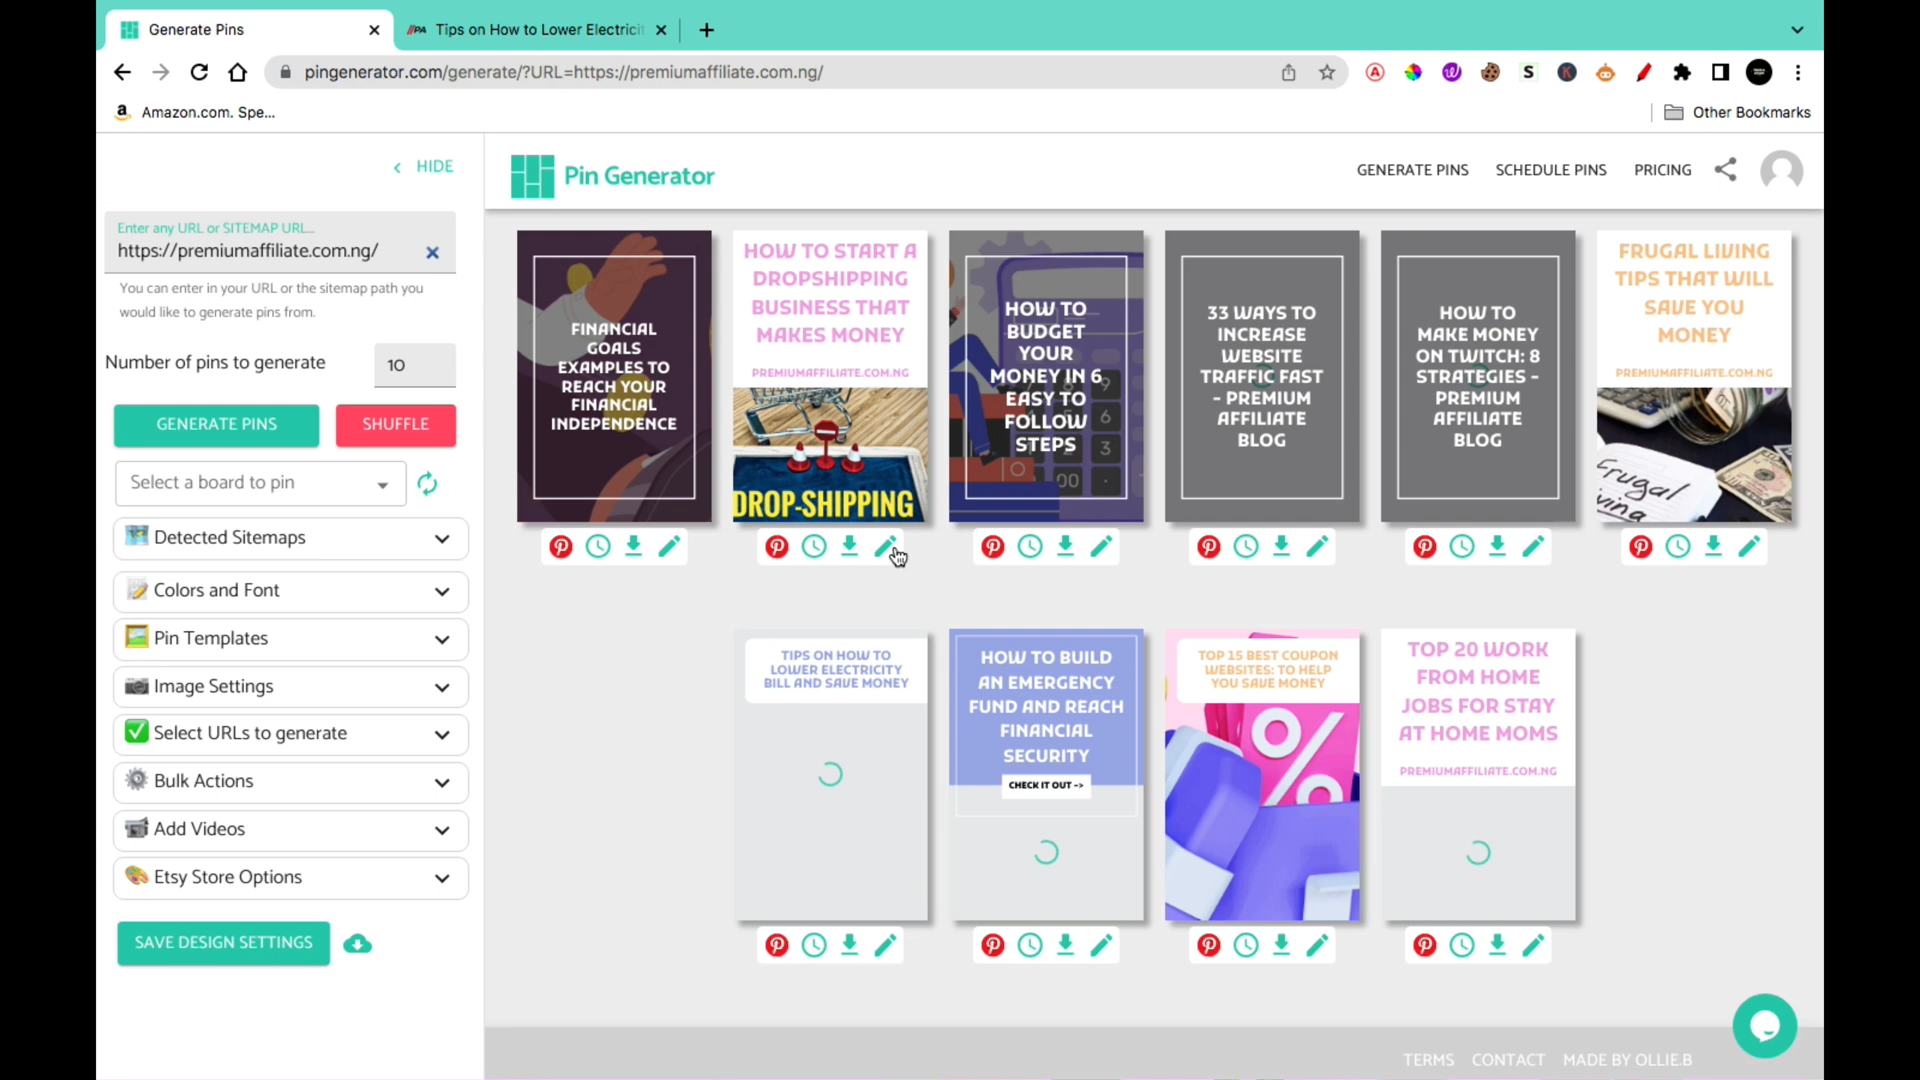 Generate Pins
Tips on How to Lower Electricit
pingenerator.com/generate/?URL=https://premiumaffiliate.com.ng/
Amazon.com. Spe...
Other Bookmarks
HIDE
Enter any URL or SITEMAP URL...
https://premiumaffiliate.com.ng/
You can enter in your URL or the sitemap path you
would like to generate pins from.
Number of pins to generate
10
GENERATE PINS
SHUFFLE
Select a board to pin
Detected Sitemaps
Colors and Font
Pin Templates
Image Settings
Select URLs to generate
Bulk Actions
Add Videos
Etsy Store Options
SAVE DESIGN SETTINGS
Pin Generator
GENERATE PINS
SCHEDULE PINS
PRICING
FINANCIAL
GOALS
EXAMPLES TO
REACH YOUR
FINANCIAL
INDEPENDENCE
HOW TO START A
DROPSHIPPING
BUSINESS THAT
MAKES MONEY
PREMIUMAFFILIATE.COM.NG
DROP-SHIPPING
HOW TO
BUDGET
YOUR
MONEY IN 6
EASY TO
FOLLOW
STEPS
33 WAYS TO
INCREASE
WEBSITE
TRAFFIC FAST
- PREMIUM
AFFILIATE
BLOG
HOW TO
MAKE MONEY
ON TWITCH: 8
STRATEGIES -
PREMIUM
AFFILIATE
BLOG
FRUGAL LIVING
TIPS THAT WILL
SAVE YOU
MONEY
PREMIUMAFFILIATE.COM.NG
Frugal
iving
TIPS ON HOW TO
LOWER ELECTRICITY
BILL AND SAVE MONEY
HOW TO BUILD
AN EMERGENCY
FUND AND REACH
FINANCIAL
SECURITY
CHECK IT OUT ->
TOP 15 BEST COUPON
WEBSITES: TO HELP
YOU SAVE MONEY
%
TOP 20 WORK
FROM HOME
JOBS FOR STAY
AT HOME MOMS
PREMIUMAFFILIATE.COM.NG
TERMS
CONTACT
MADE BY OLLIE.B